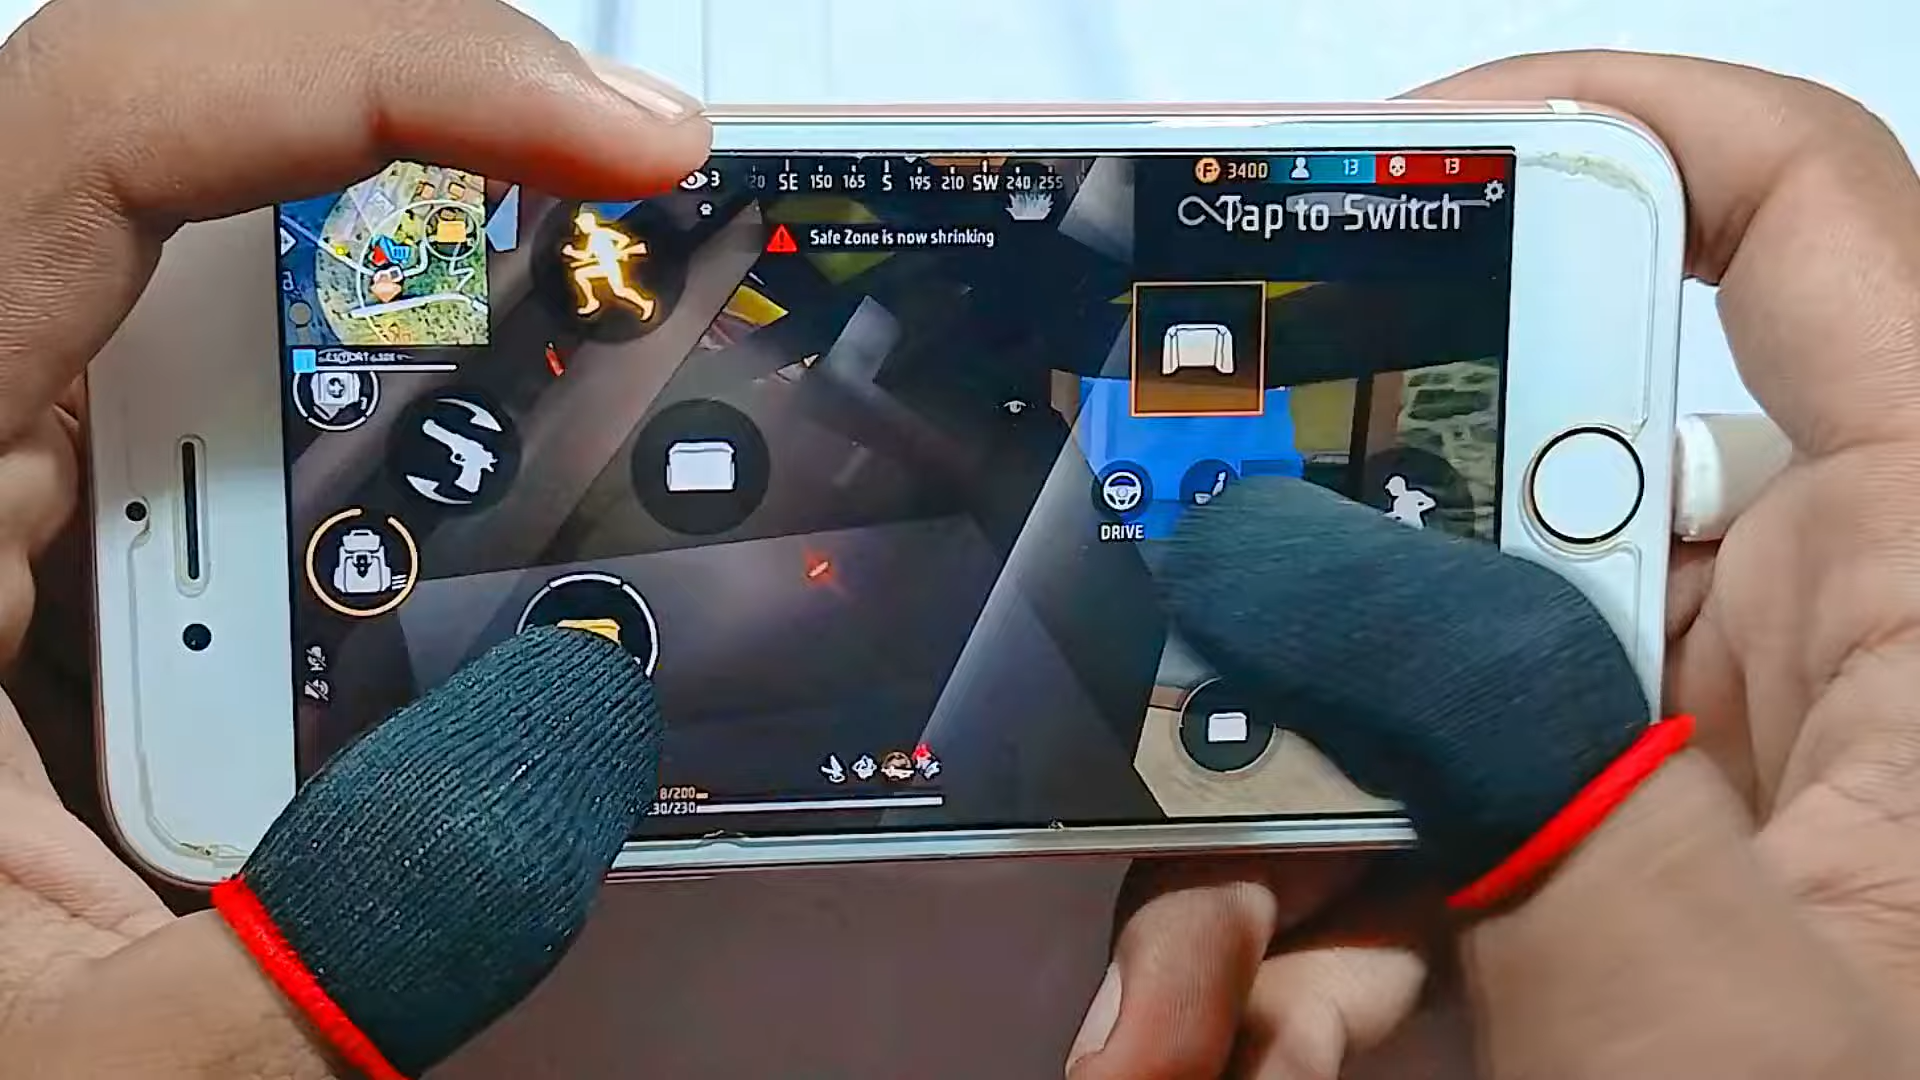 3
20 SE 150 165 S 195 210 SW 240 255
3400
13
13
Tap to Switch
Safe Zone is now shrinking
DRIVE
8/200
30/230